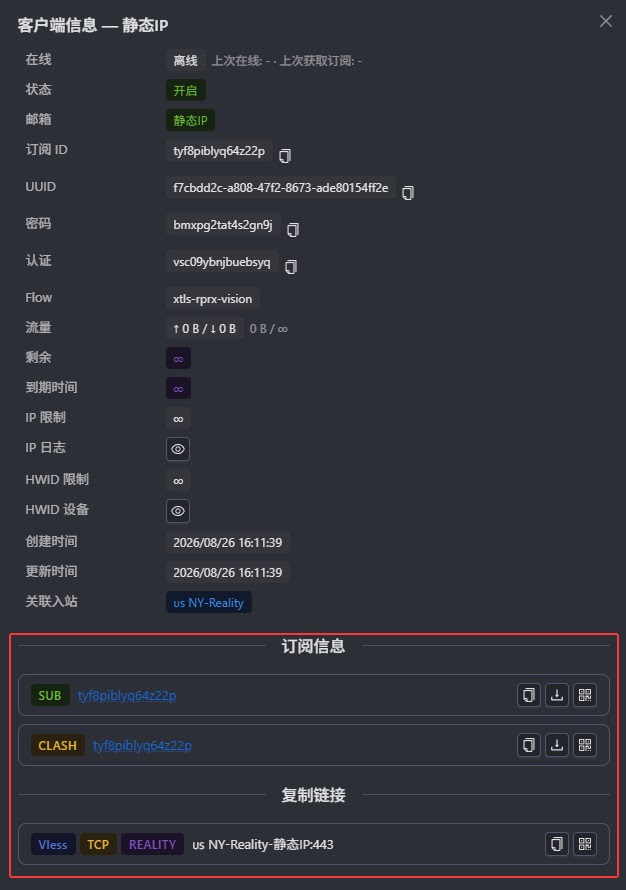 客户端信息 — 静态IP
在线 离线 上次在线: - · 上次获取订阅: -
状态 开启
邮箱 静态IP
订阅 ID tyf8piblyq64z22p
UUID f7cbdd2c-a808-47f2-8673-ade80154ff2e
密码 bmxpg2tat4s2gn9j
认证 vsc09ybnjbuebsyq
Flow xtls-rprx-vision
流量 ↑ 0 B / ↓ 0 B 0 B / ∞
剩余 ∞
到期时间 ∞
IP 限制 ∞
IP 日志
HWID 限制 ∞
HWID 设备
创建时间 2026/08/26 16:11:39
更新时间 2026/08/26 16:11:39
关联入站 us NY-Reality
订阅信息
SUB tyf8piblyq64z22p
CLASH tyf8piblyq64z22p
复制链接
Vless TCP REALITY us NY-Reality-静态IP:443